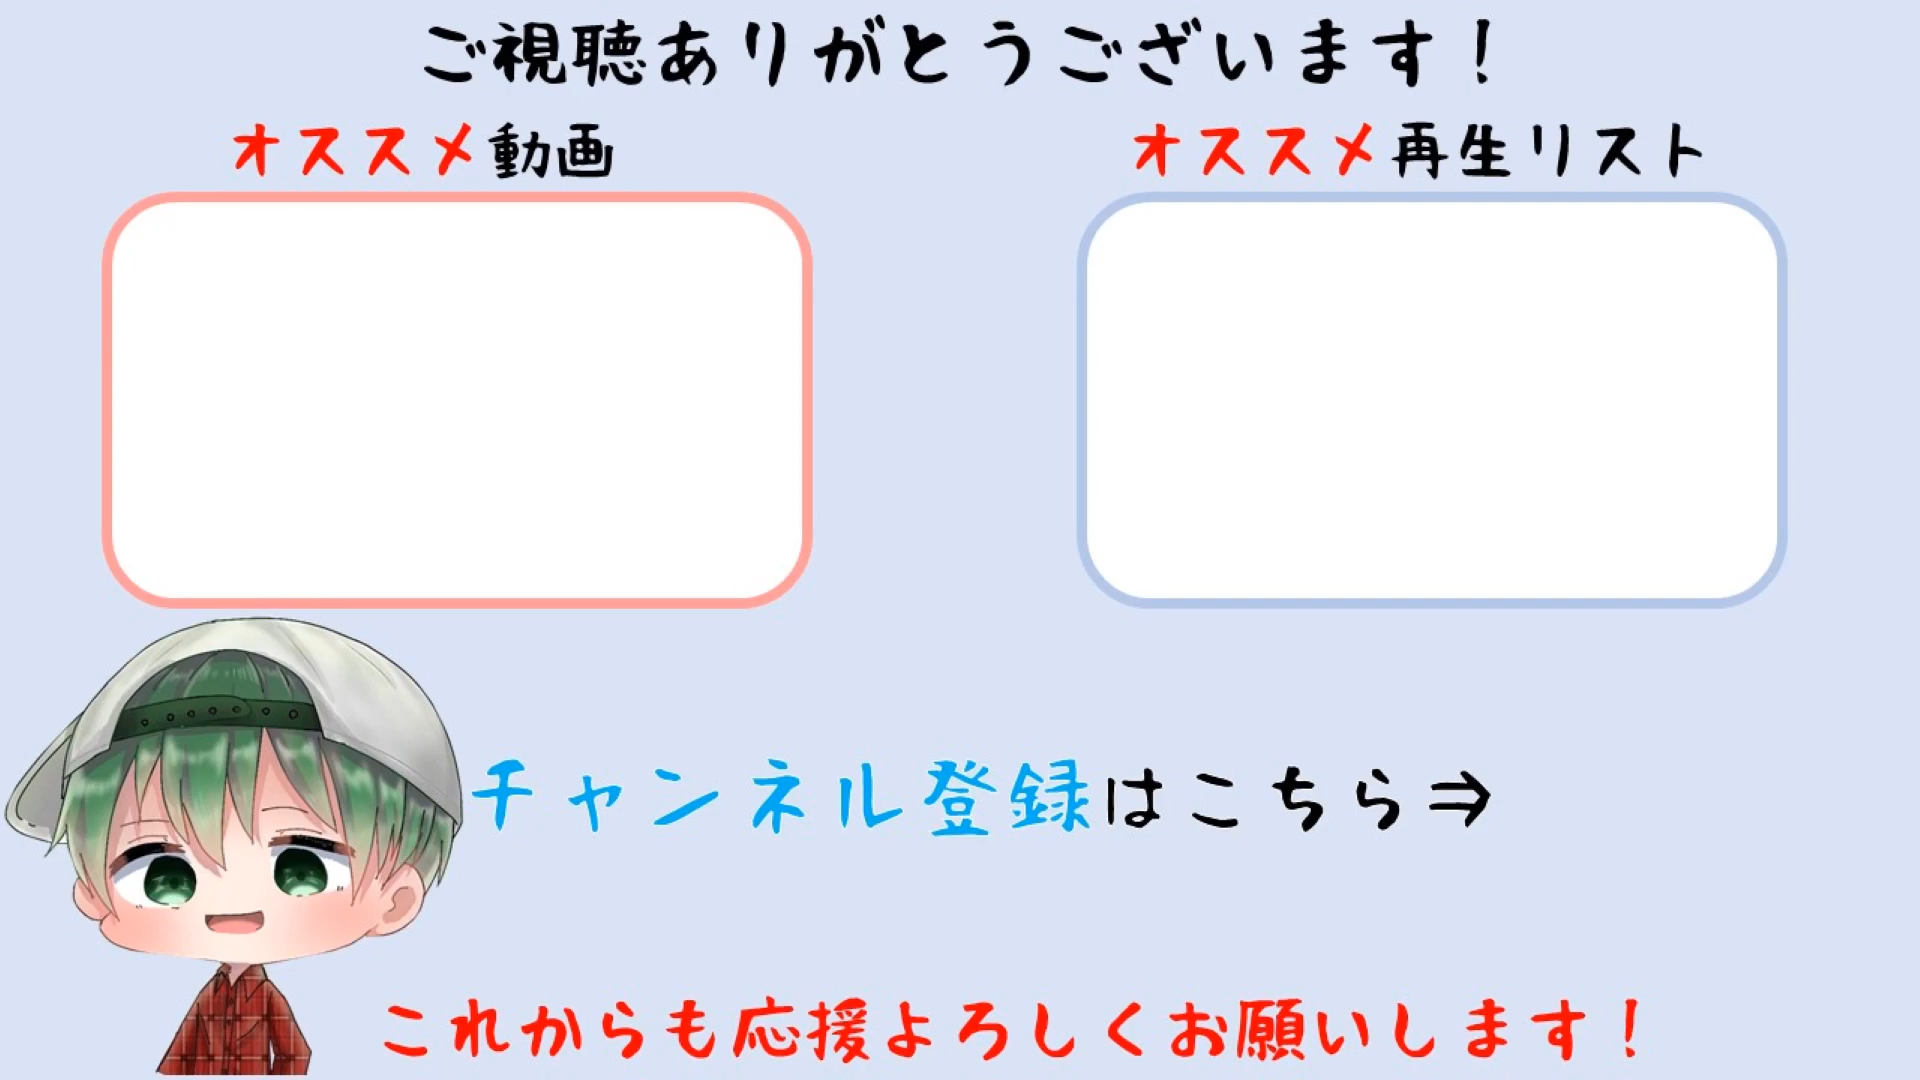 ご視聴ありがとうございます！
オススメ動画
オススメ再生リスト
チャンネル登録はこちら⇒
これからも応援よろしくお願いします！